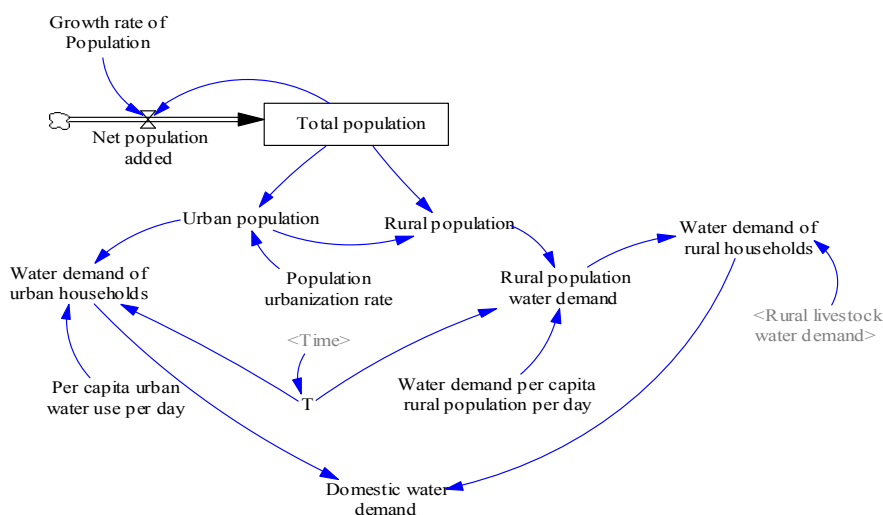 Growth rate of
Population
Total population
Net population
added
Urban population
Rural population
Water demand of
rural households
Water demand of
urban households
Population
urbanization rate
Rural population
water demand
<Rural livestock
water demand>
<Time>
Per capita urban
water use per day
T
Water demand per capita
rural population per day
Domestic water
demand